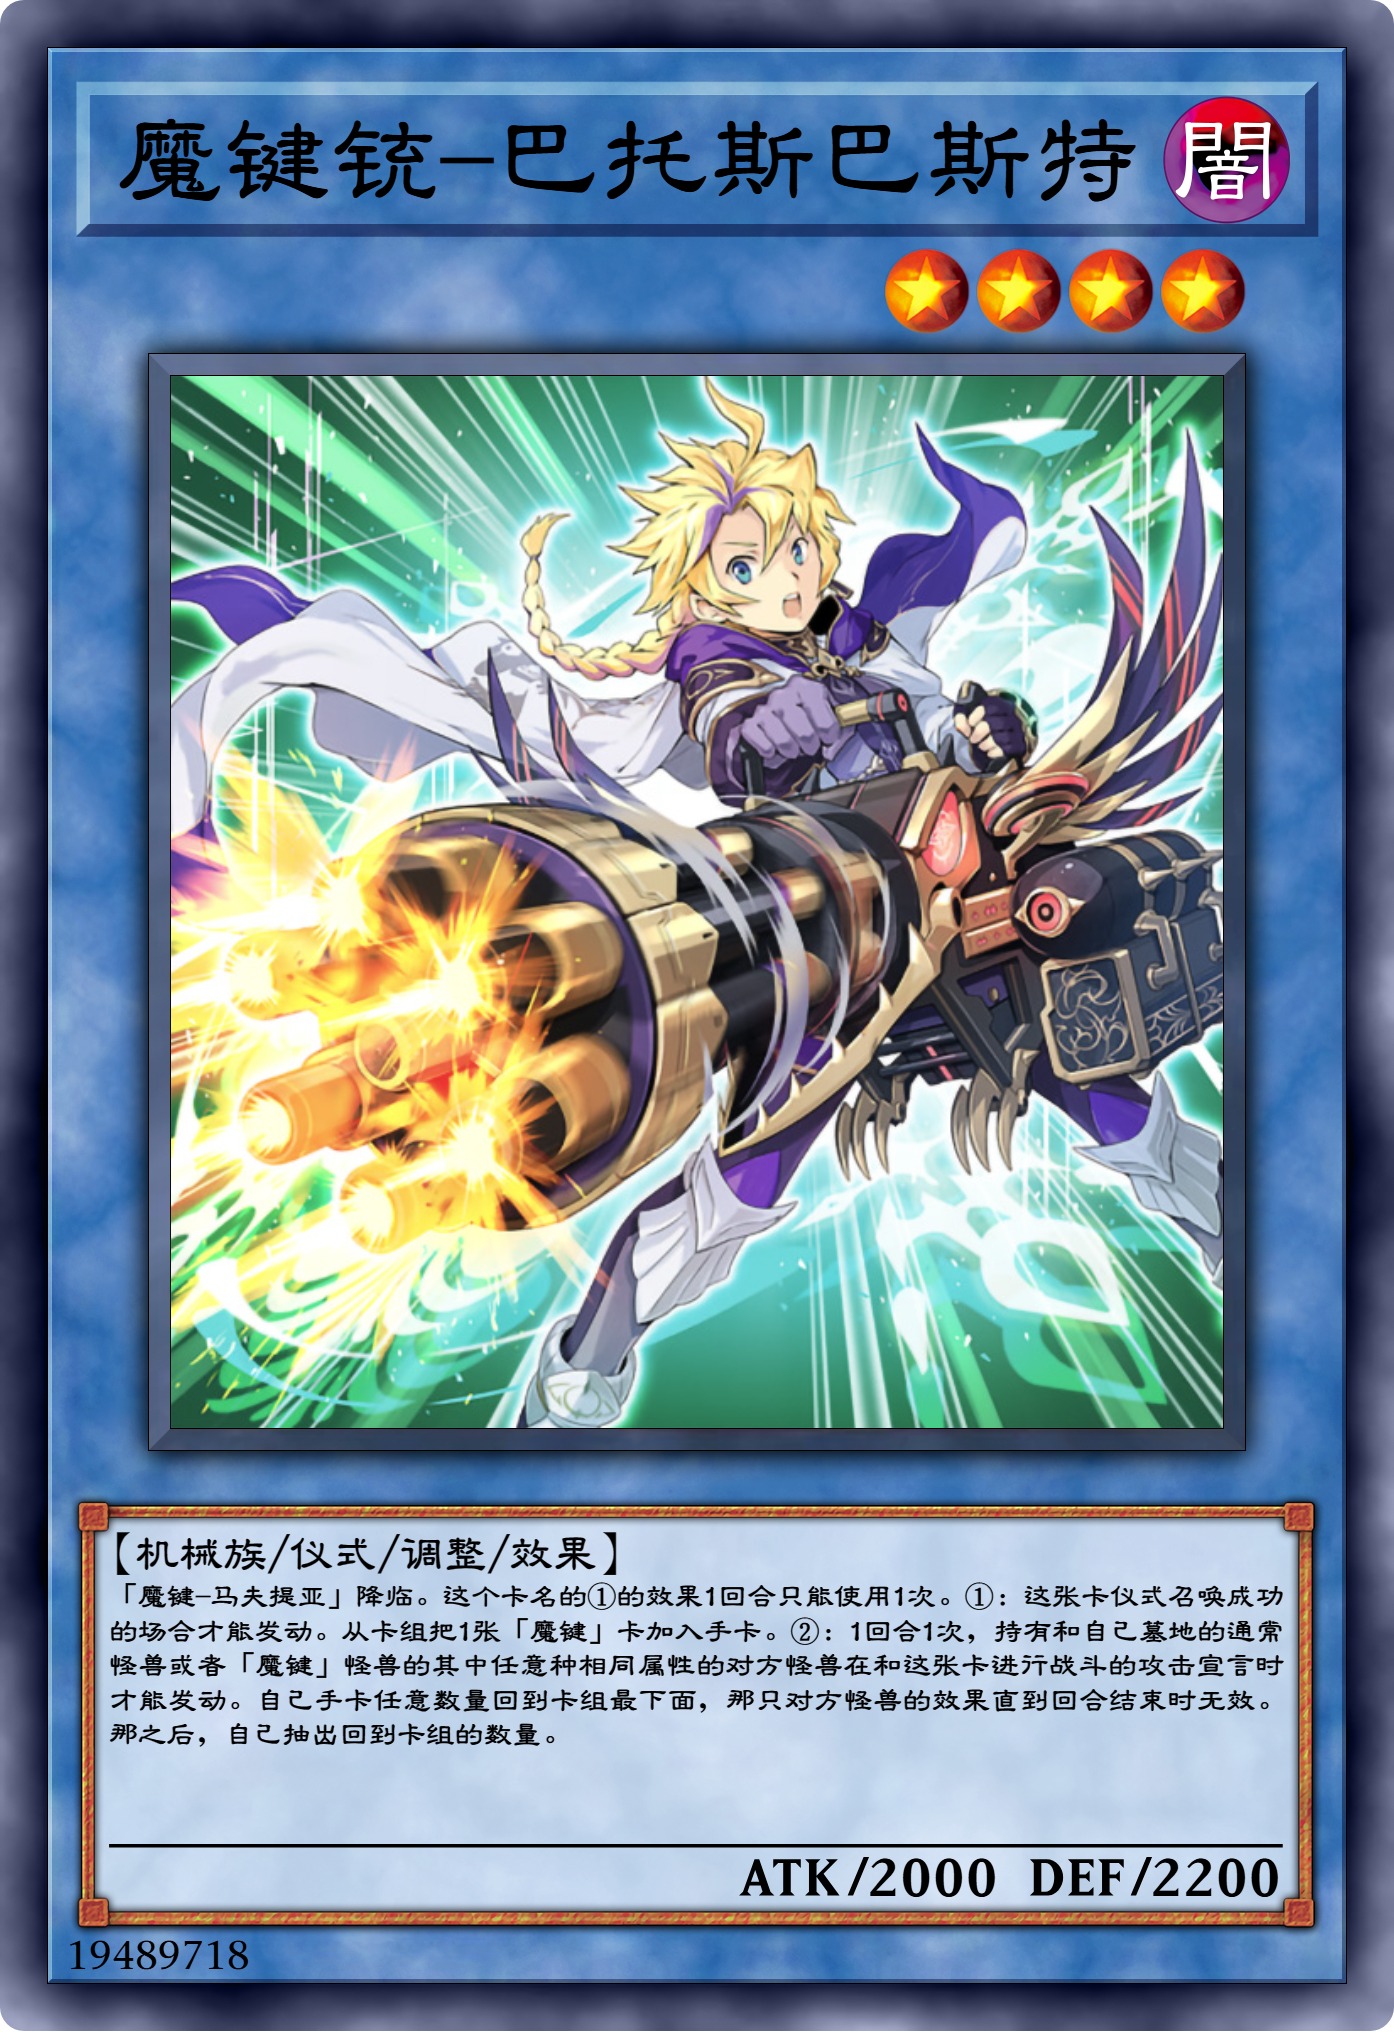 魔键铳-巴托斯巴斯特
闇
【机械族/仪式/调整/效果】
「魔键-马夫提亚」降临。这个卡名的①的效果1回合只能使用1次。①：这张卡仪式召唤成功
的场合才能发动。从卡组把1张「魔键」卡加入手卡。②：1回合1次，持有和自己墓地的通常
怪兽或者「魔键」怪兽的其中任意种相同属性的对方怪兽在和这张卡进行战斗的攻击宣言时
才能发动。自己手卡任意数量回到卡组最下面，那只对方怪兽的效果直到回合结束时无效。
那之后，自己抽出回到卡组的数量。
ATK/2000 DEF/2200
19489718